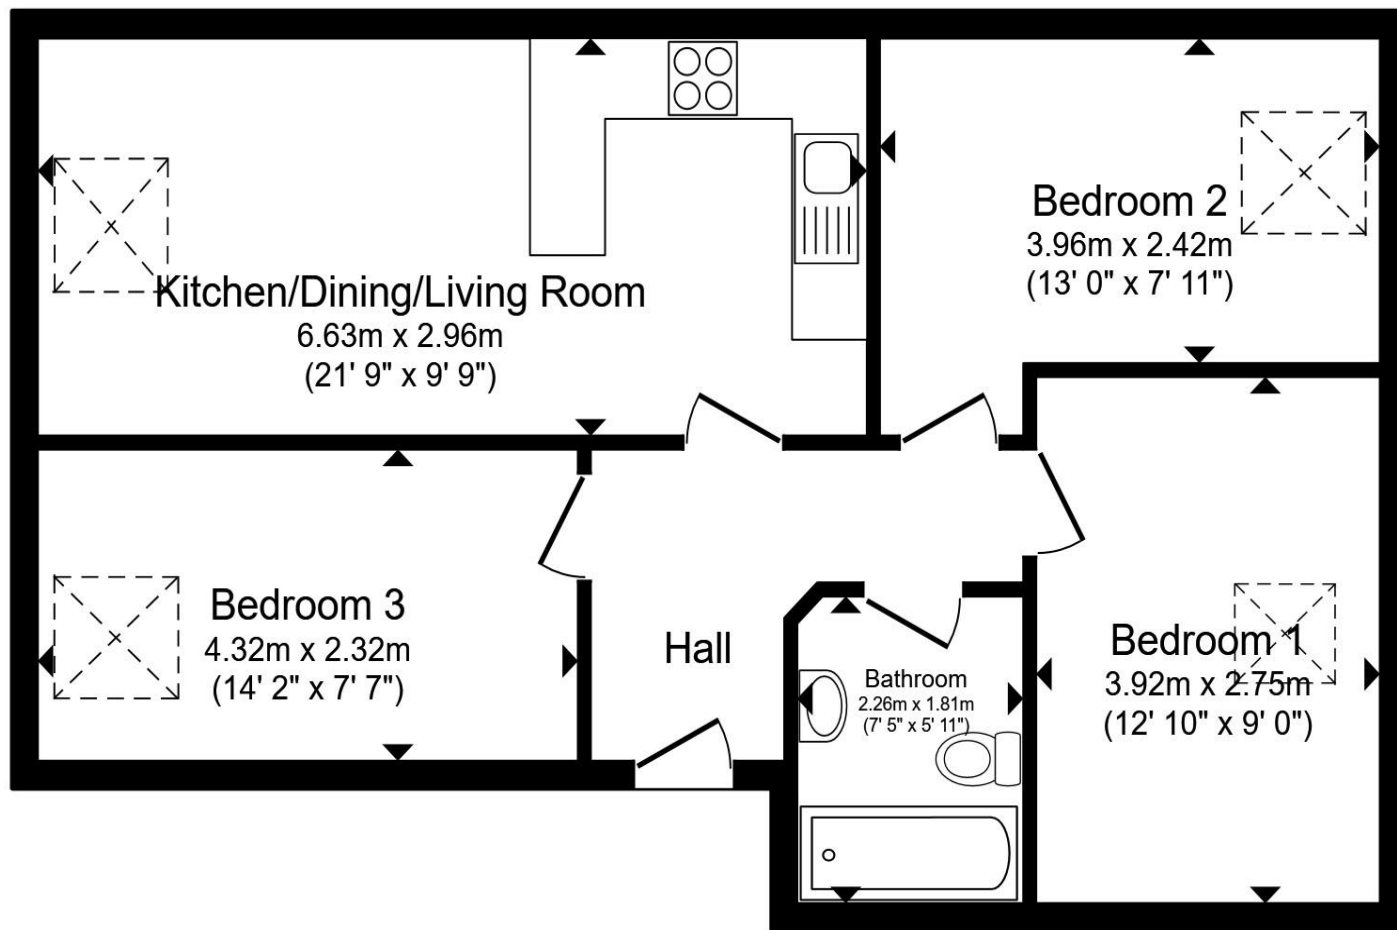 Kitchen/Dining/Living Room
6.63m x 2.96m
(21' 9" x 9' 9")
Bedroom 2
3.96m x 2.42m
(13' 0" x 7' 11")
Bedroom 3
4.32m x 2.32m
(14' 2" x 7' 7")
Hall
Bathroom
2.26m x 1.81m
(7' 5" x 5' 11")
Bedroom 1
3.92m x 2.75m
(12' 10" x 9' 0")